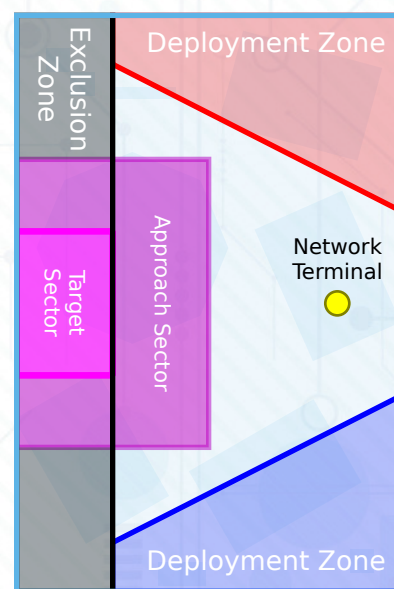 Deployment Zone
Exclusion
Zone
Approach Sector
Target
Sector
Network
Terminal
Deployment Zone